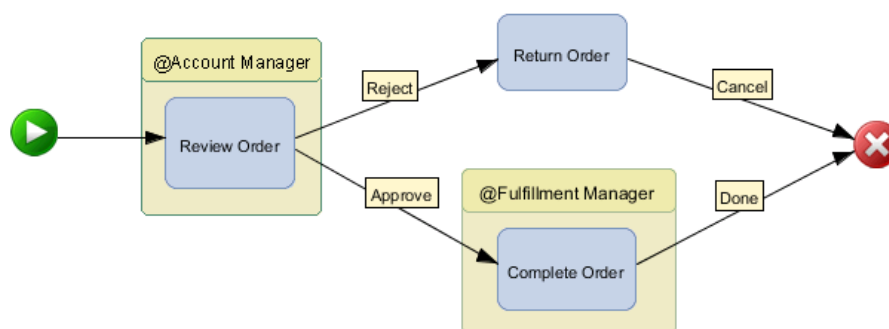 @Account Manager
Review Order
Reject
Return Order
Cancel
Approve
@Fulfillment Manager
Complete Order
Done